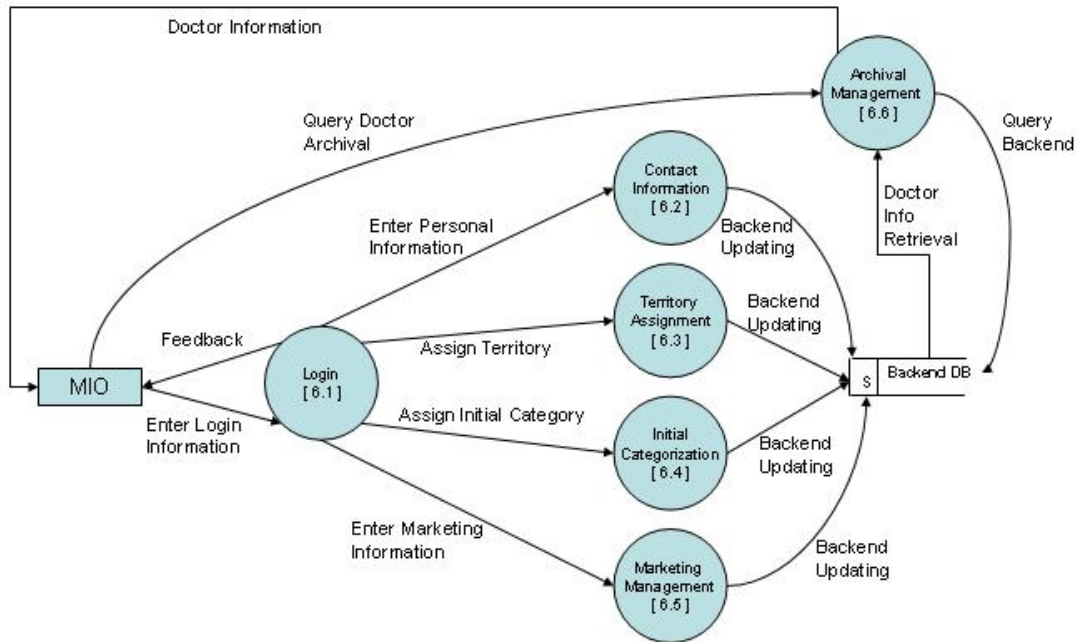 Doctor Information
Archival
Management
[ 6.6 ]
Query Doctor
Archival
Query
Backend
Contact
Information
[ 6.2 ]
Doctor
Info
Retrieval
Enter Personal
Information
Backend
Updating
Territory
Assignment
[ 6.3 ]
Backend
Updating
Feedback
Assign Territory
MIO
Login
[ 6.1 ]
S
Backend DB
Enter Login
Information
Assign Initial Category
Initial
Categorization
[ 6.4 ]
Backend
Updating
Enter Marketing
Information
Marketing
Management
[ 6.5 ]
Backend
Updating